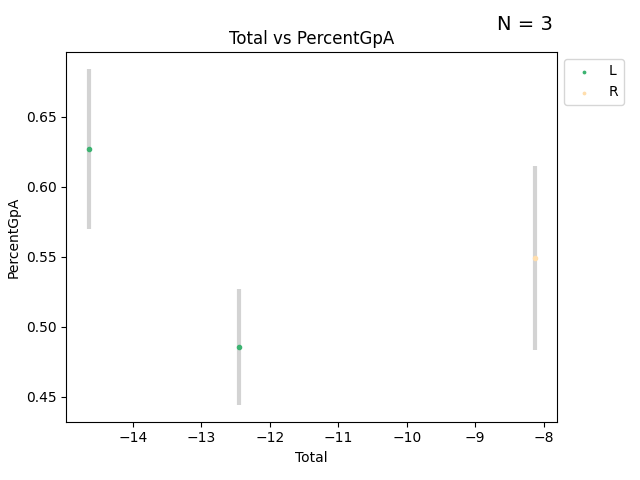 N = 3
Total vs PercentGpA
L
R
0.65
0.60
0.55
0.50
0.45
PercentGpA
−14
−13
−12
−11
−10
−9
−8
Total